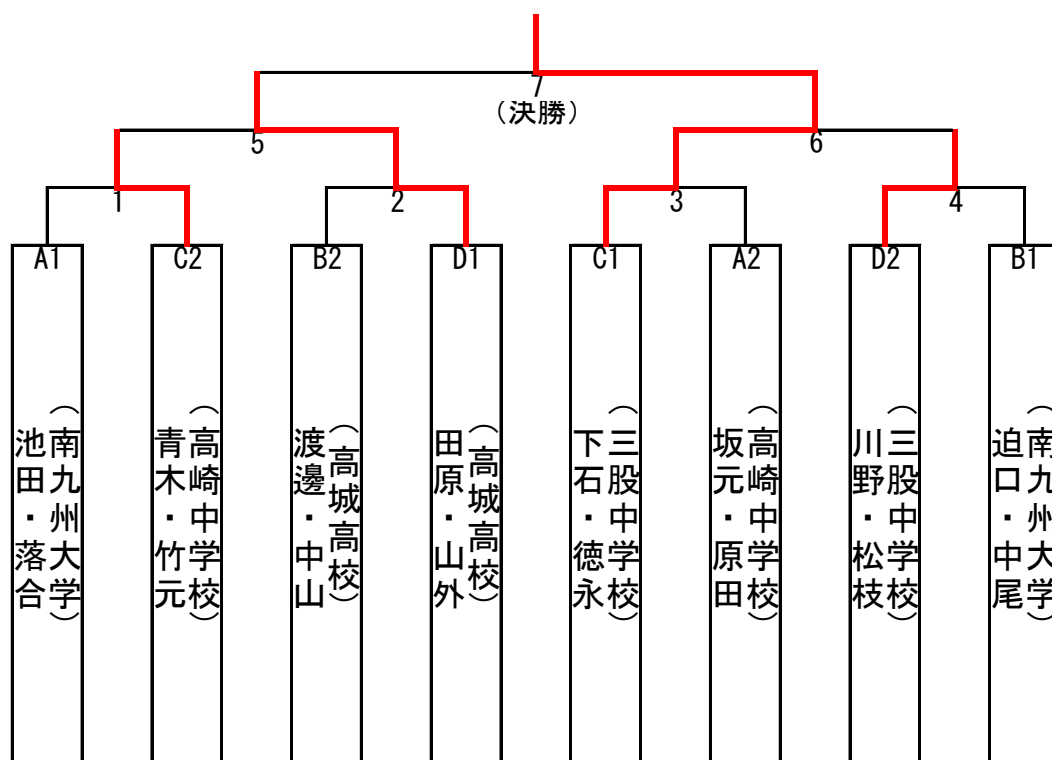 7
（決勝）
5
6
1
2
3
4
A1
C2
B2
D1
C1
A2
D2
B1
池田・落合
（南九州大学）
青木・竹元
（高崎中学校）
渡邊・中山
（高城高校）
田原・山外
（高城高校）
下石・徳永
（三股中学校）
坂元・原田
（高崎中学校）
川野・松枝
（三股中学校）
迫口・中尾
（南九州大学）